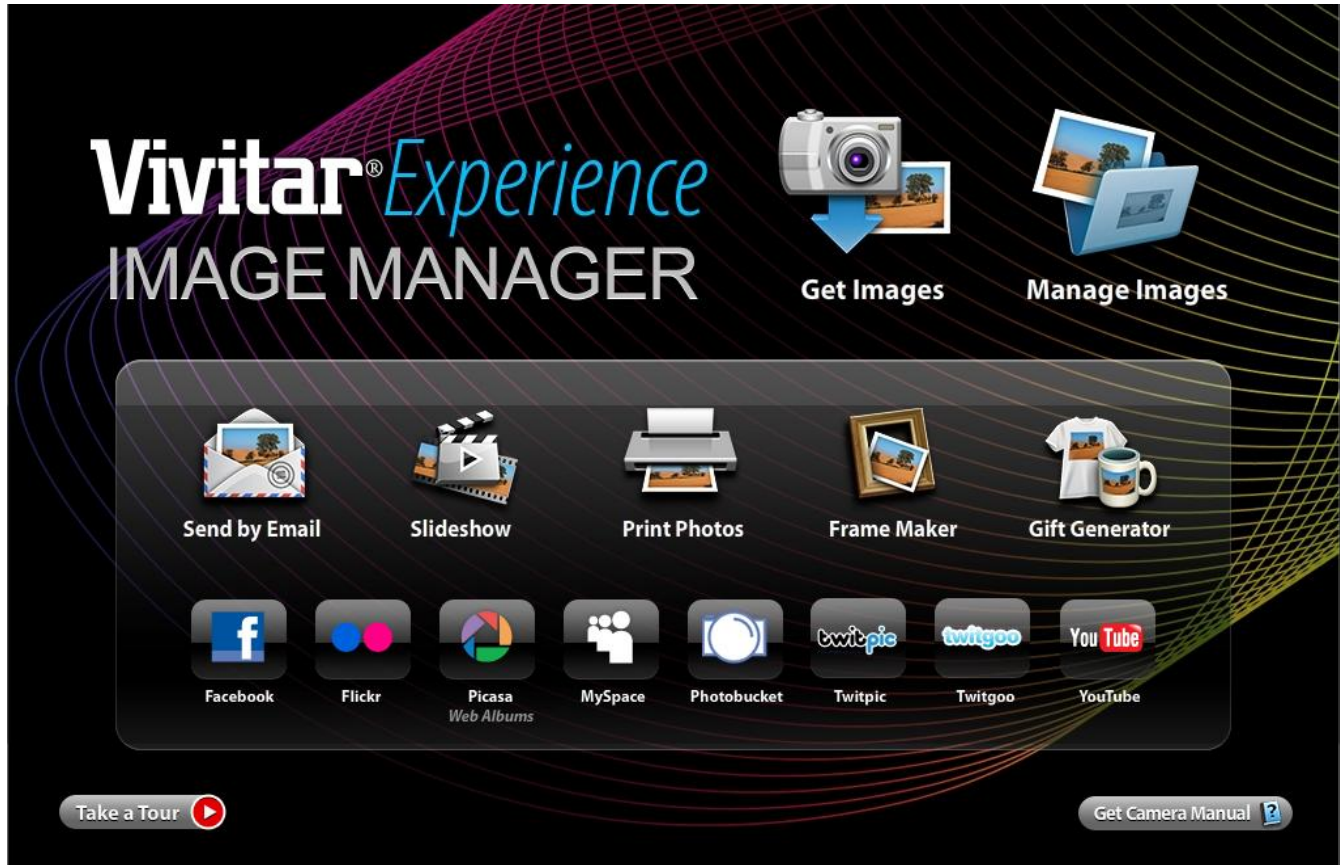 Vivitar® Experience
IMAGE MANAGER
Get Images
Manage Images
Send by Email
Slideshow
Print Photos
Frame Maker
Gift Generator
f
twitpic
twitgoo
You Tube
Facebook
Flickr
Picasa
Web Albums
MySpace
Photobucket
Twitpic
Twitgoo
YouTube
Take a Tour
Get Camera Manual ?